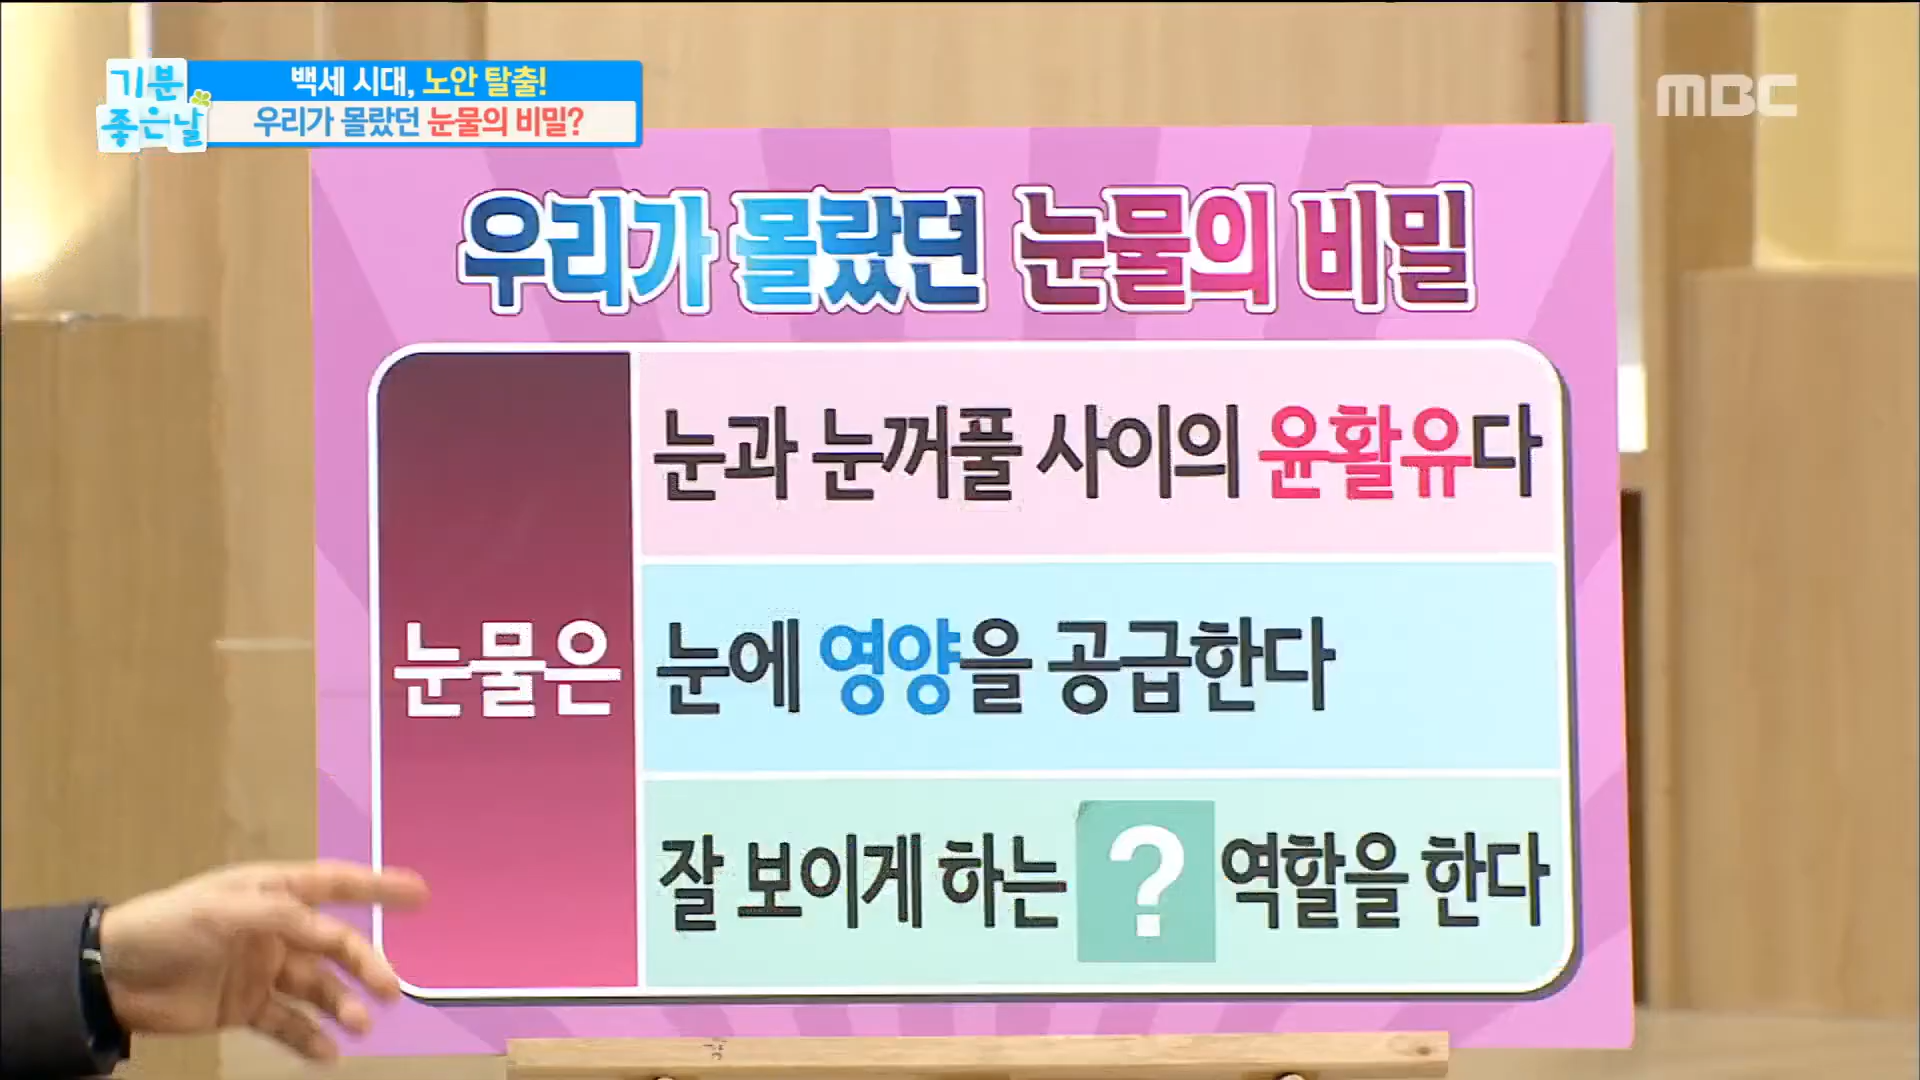 기분
좋은날
백세 시대, 노안 탈출!
우리가 몰랐던 눈물의 비밀?
MBC
우리가 몰랐던 눈물의 비밀
눈물은
눈과 눈꺼풀 사이의 윤활유다
눈에 영양을 공급한다
잘 보이게 하는 ? 역할을 한다